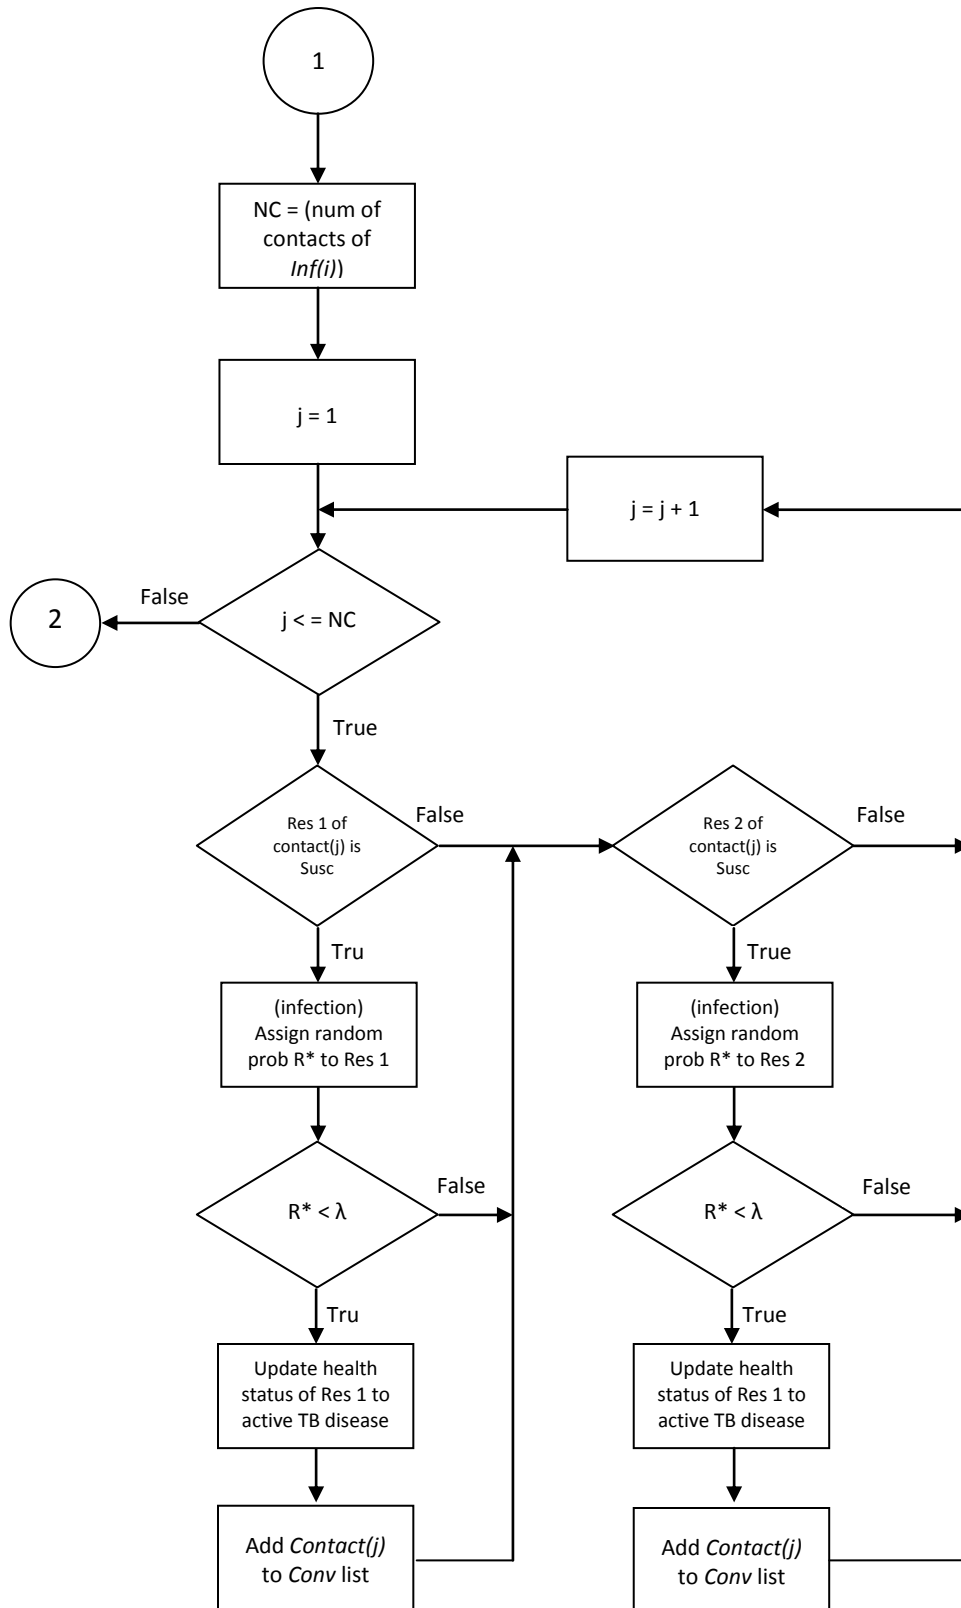 1
NC = (num of
contacts of
Inf(i))
j = 1
j = j + 1
False
2
j < = NC
True
Res 1 of
contact(j) is
Susc
False
Res 2 of
contact(j) is
Susc
False
Tru
True
(infection)
Assign random
prob R* to Res 1
(infection)
Assign random
prob R* to Res 2
R* < λ
False
R* < λ
False
Tru
True
Update health
status of Res 1 to
active TB disease
Update health
status of Res 1 to
active TB disease
Add Contact(j)
to Conv list
Add Contact(j)
to Conv list